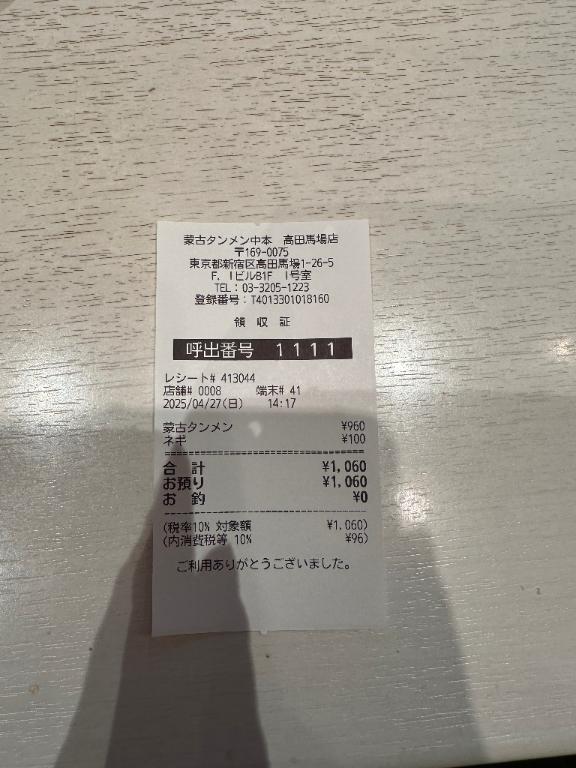 蒙古タンメン中本　高田馬場店
〒169-0075
東京都新宿区高田馬場1-26-5
F．IビルB1F　1号室
TEL：03-3205-1223
登録番号：T4013301018160
領　収　証
呼出番号　1111
レシート# 413044
店舗# 0008　端末# 41
2025/04/27(日)　14:17
蒙古タンメン　¥960
ネギ　¥100
合　計　¥1,060
お預り　¥1,060
お　釣　¥0
(税率10% 対象額　¥1,060)
(内消費税等 10%　¥96)
ご利用ありがとうございました。